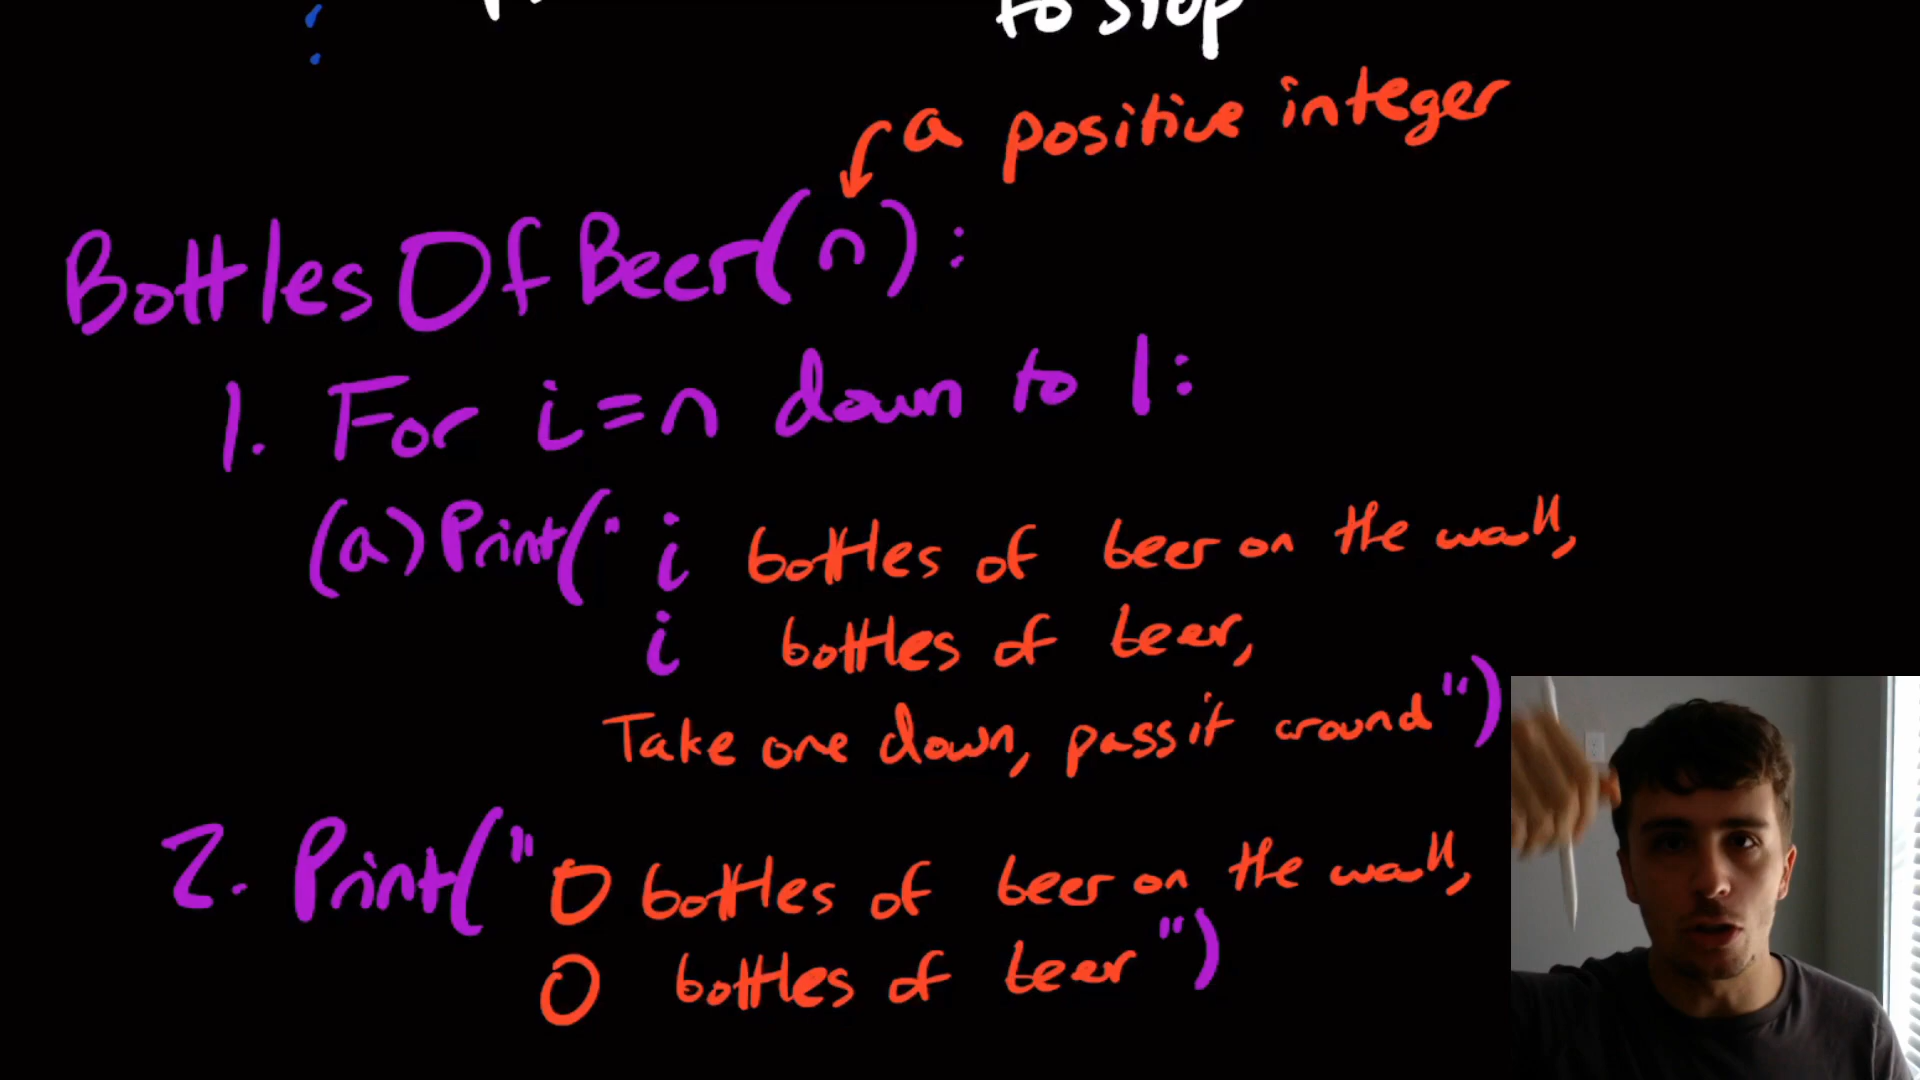 to stop
a positive integer
BottlesOfBeer(n):
1. For i=n down to 1:
(a) Print(" i bottles of beer on the wall,
i bottles of beer,
Take one down, pass it around")
2. Print("0 bottles of beer on the wall,
0 bottles of beer")